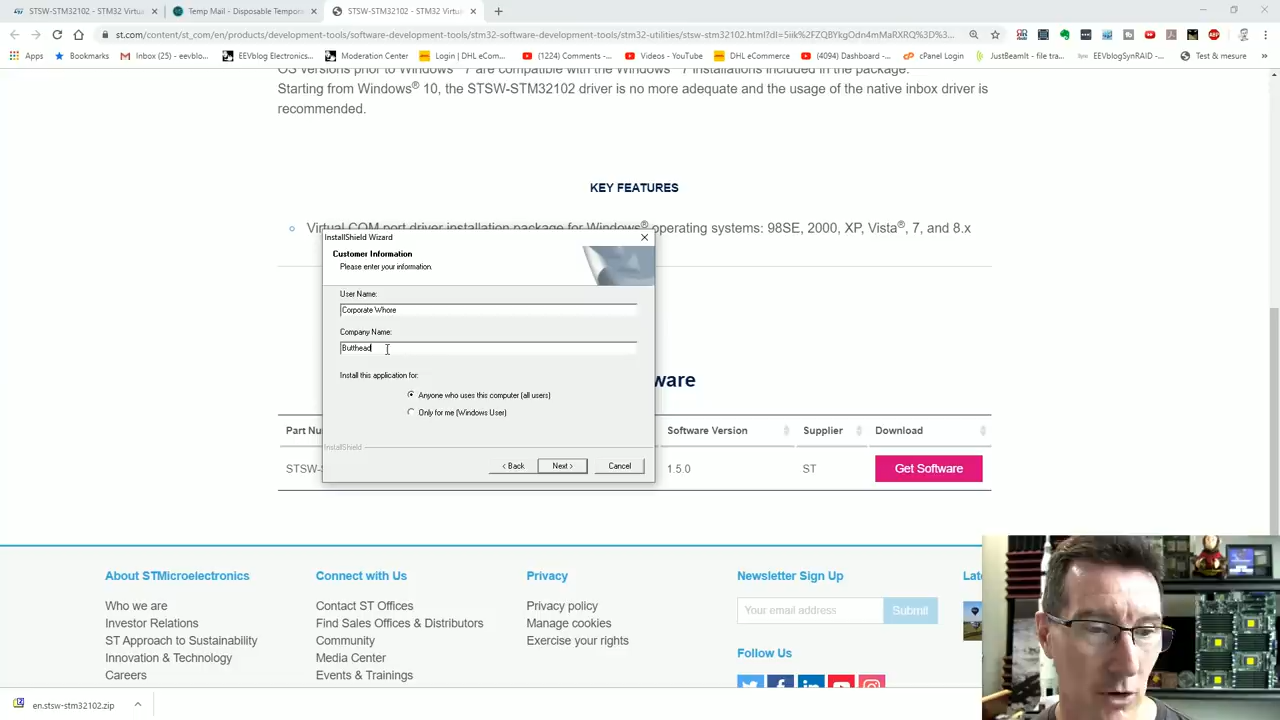 STSW-STM32102 - STM32 Virtua
Temp Mail - Disposable Tempora
STSW-STM32102 - STM32 Virtua
st.com/content/st_com/en/products/development-tools/software-development-tools/stm32-software-development-tools/stm32-utilities/stsw-stm32102.html?dl=
Apps
Bookmarks
Inbox (25) - eevblo...
EEVblog Electronics...
Moderation Center
Login | DHL eCom...
(1224) Comments -...
Videos - YouTube
DHL eCommerce
(4094) Dashboard -...
cPanel Login
JustBeamIt - file tra...
EEVblogSynRAID -...
Test & measure
OS versions prior to Windows® 7 are compatible with the Windows® 7 installations included in the package.
Starting from Windows® 10, the STSW-STM32102 driver is no more adequate and the usage of the native inbox driver is
recommended.
KEY FEATURES
Virtual COM port driver installation package for Windows® operating systems: 98SE, 2000, XP, Vista®, 7, and 8.x
InstallShield Wizard
Customer Information
Please enter your information.
User Name:
Corporate Whore
Company Name:
Butthead
Install this application for:
Anyone who uses this computer (all users)
Only for me (Windows User)
InstallShield
< Back
Next >
Cancel
ware
Part Nu
Software Version
Supplier
Download
STSW-S
1.5.0
ST
Get Software
About STMicroelectronics
Who we are
Investor Relations
ST Approach to Sustainability
Innovation & Technology
Careers
Connect with Us
Contact ST Offices
Find Sales Offices & Distributors
Community
Media Center
Events & Trainings
Privacy
Privacy policy
Manage cookies
Exercise your rights
Newsletter Sign Up
Your email address
Submit
Follow Us
Late
en.stsw-stm32102.zip